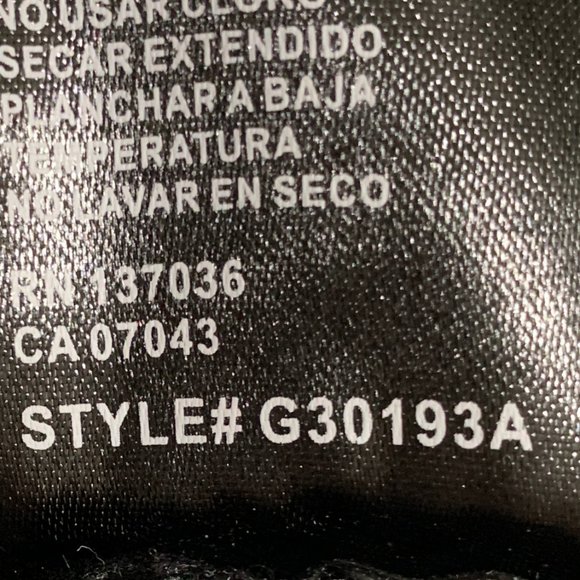 NO USAR CLORO
SECAR EXTENDIDO
PLANCHAR A BAJA
TEMPERATURA
NO LAVAR EN SECO
RN 137036
CA 07043
STYLE# G30193A